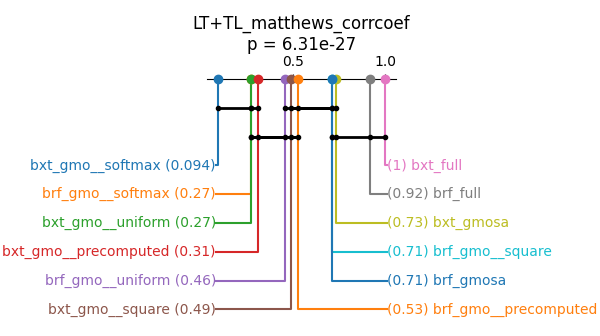 LT+TL_matthews_corrcoef
p = 6.31e-27
0.5 1.0
bxt_gmo__softmax (0.094)
(1) bxt_full
brf_gmo__softmax (0.27)
(0.92) brf_full
bxt_gmo__uniform (0.27)
(0.73) bxt_gmosa
bxt_gmo__precomputed (0.31)
(0.71) brf_gmo__square
brf_gmo__uniform (0.46)
(0.71) brf_gmosa
bxt_gmo__square (0.49)
(0.53) brf_gmo__precomputed